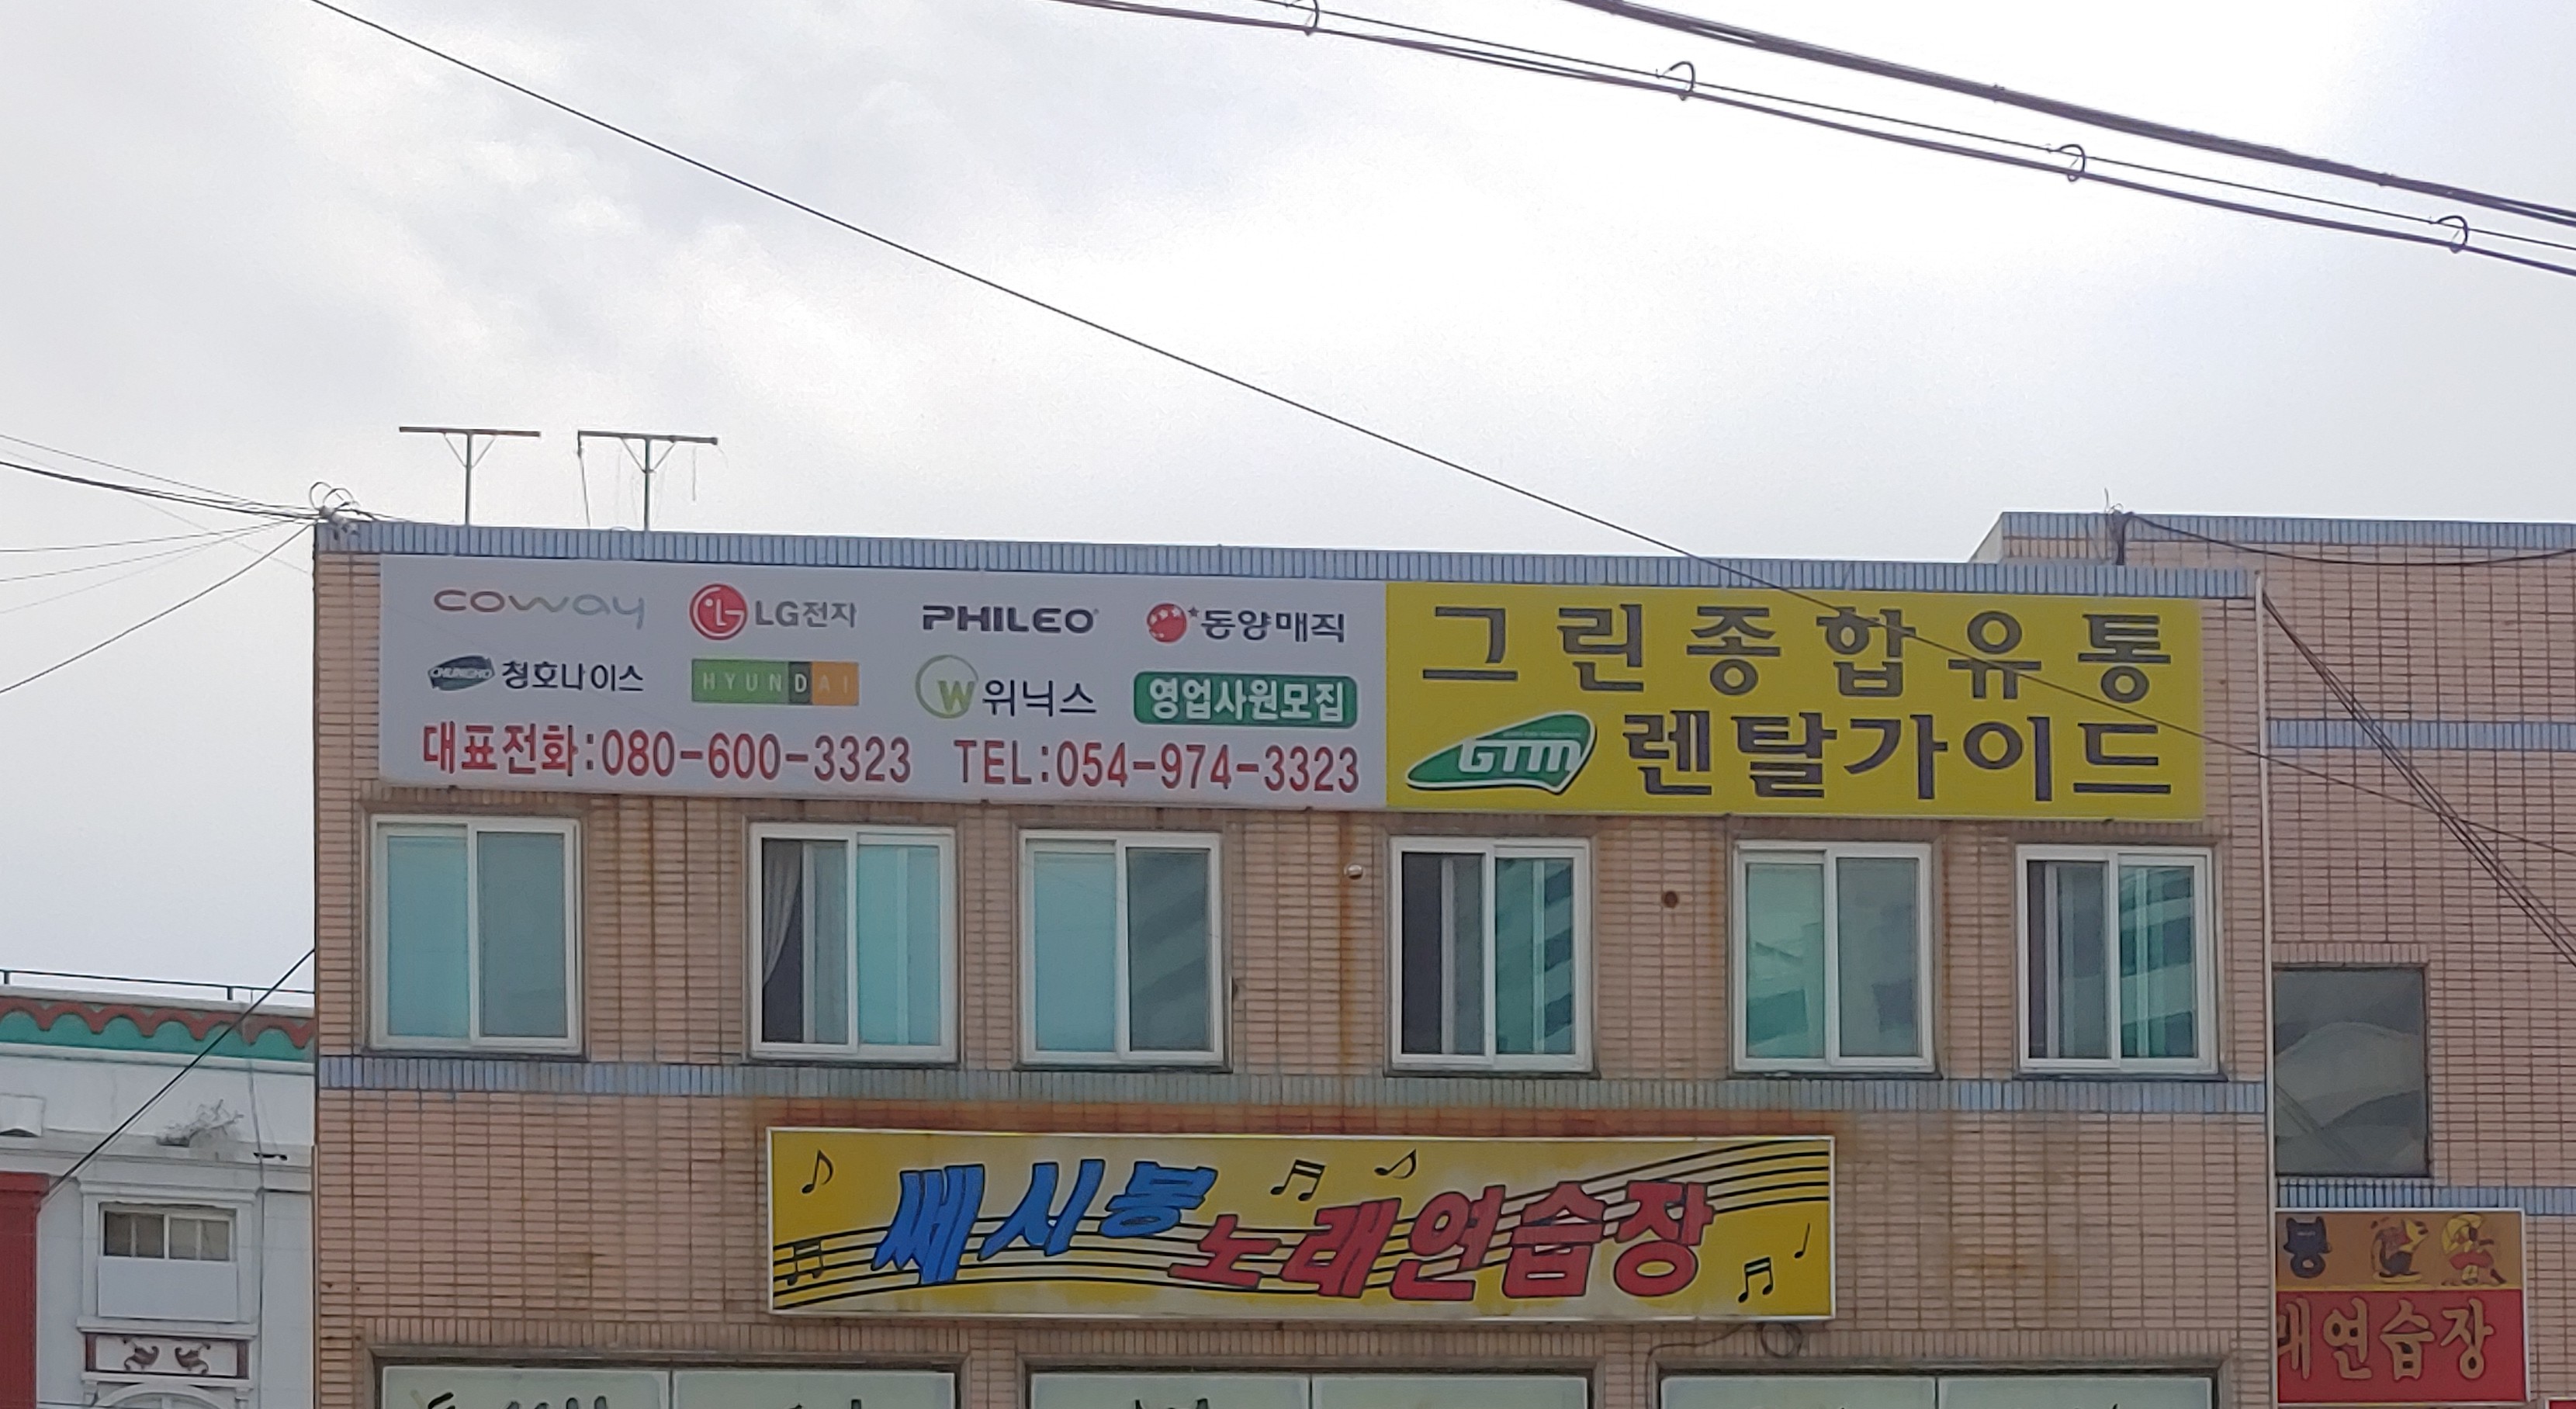 coway LG전자 PHILEO 동양매직
CHUNGHO 청호나이스 HYUNDAI W위닉스 영업사원모집
대표전화:080-600-3323 TEL:054-974-3323
그린종합유통
GTM 렌탈가이드
쎄시봉
노래연습장
봉
래연습장